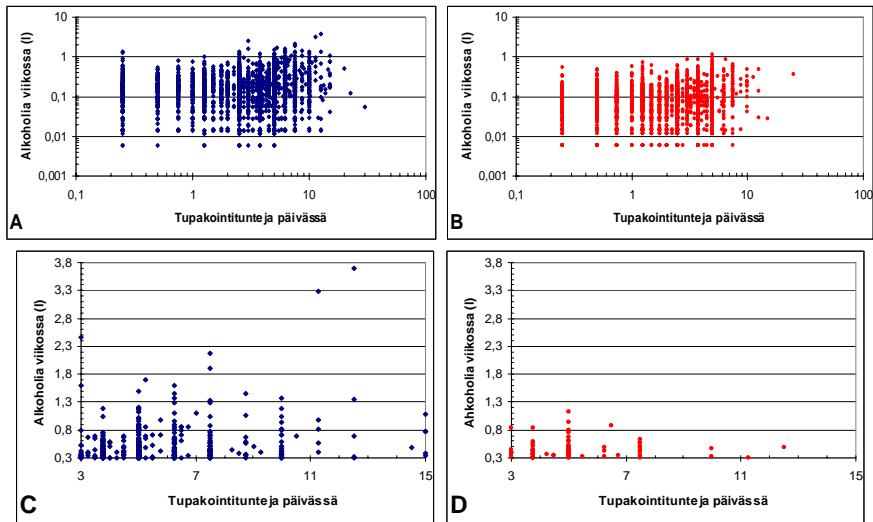 10
1
0,1
0,01
0,001
Alkoholia viikossa (l)
0,1 1 10 100
Tupakointitunteja päivässä
A
10
1
0,1
0,01
0,001
Alkoholia viikossa (l)
0,1 1 10 100
Tupakointitunteja päivässä
B
3,8
3,3
2,8
2,3
1,8
1,3
0,8
0,3
Alkoholia viikossa (l)
3 7 11 15
Tupakointitunteja päivässä
C
3,8
3,3
2,8
2,3
1,8
1,3
0,8
0,3
Ahkoholia viikossa (l)
3 7 11 15
Tupakointitunteja päivässä
D